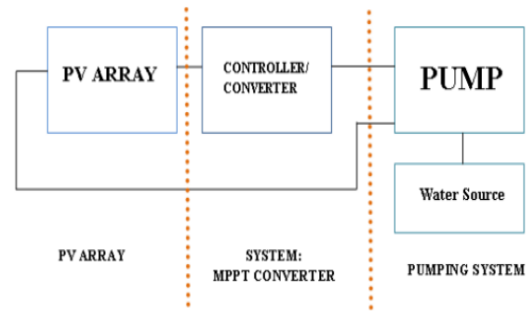 PV ARRAY
CONTROLLER/
CONVERTER
PUMP
Water Source
PV ARRAY
SYSTEM:
MPPT CONVERTER
PUMPING SYSTEM